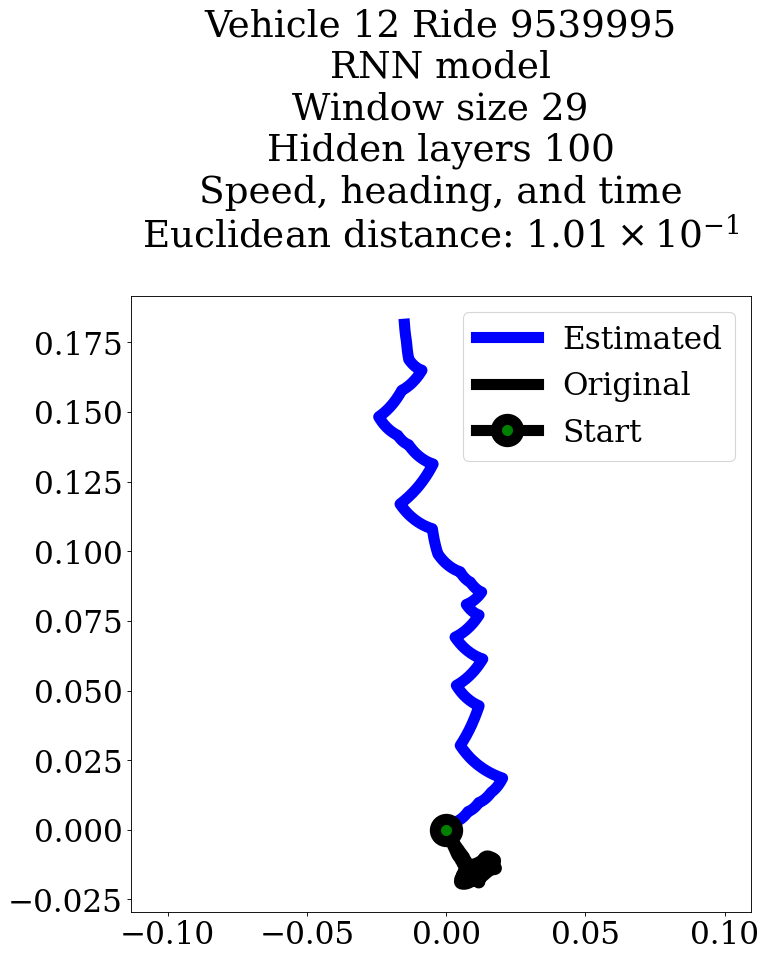 Vehicle 12 Ride 9539995
RNN model
Window size 29
Hidden layers 100
Speed, heading, and time
Euclidean distance: 1.01 × 10⁻¹
Estimated
Original
Start
0.175
0.150
0.125
0.100
0.075
0.050
0.025
0.000
−0.025
−0.10 −0.05 0.00 0.05 0.10